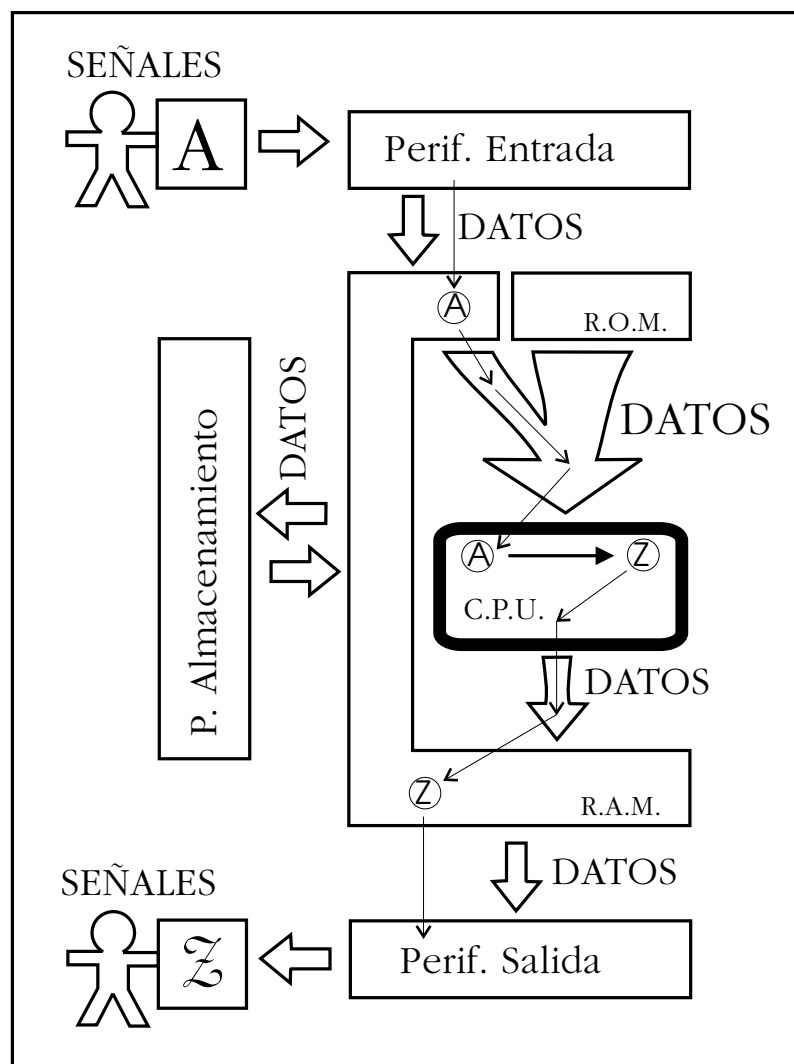 SEÑALES
A
Perif. Entrada
DATOS
A
R.O.M.
DATOS
DATOS
P. Almacenamiento
A
Z
C.P.U.
DATOS
Z
R.A.M.
DATOS
SEÑALES
Z
Perif. Salida